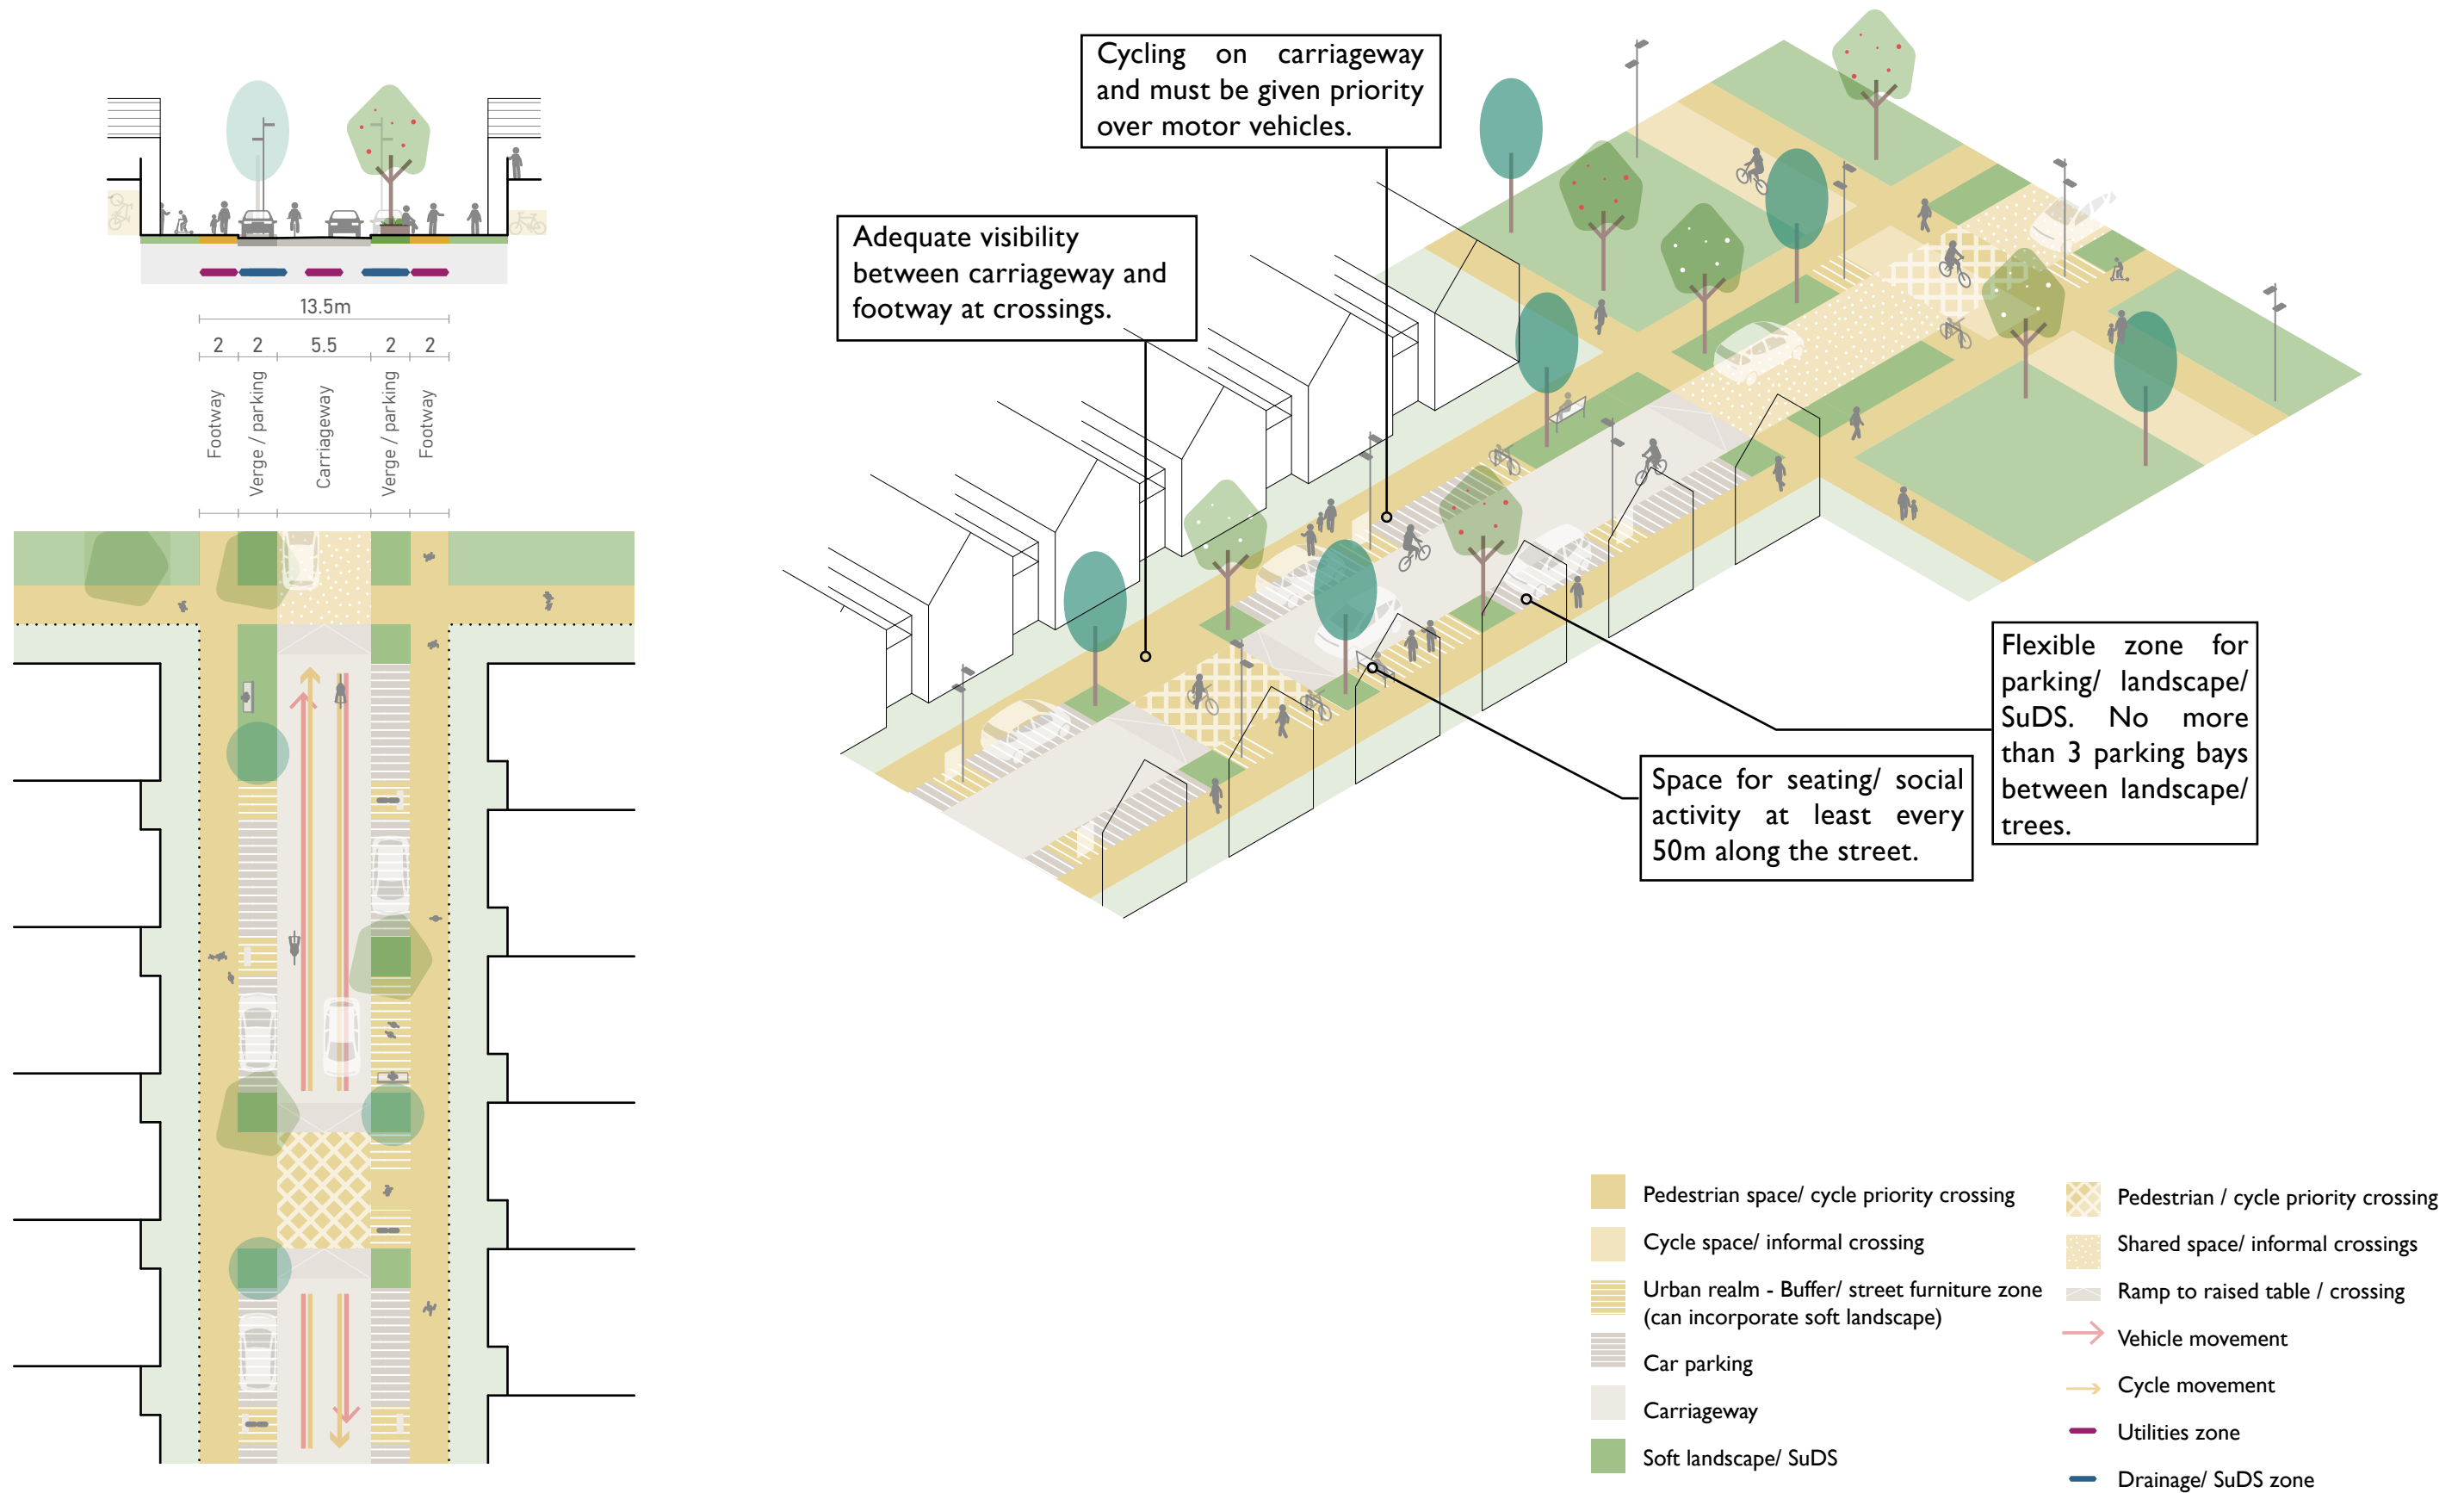 Cycling on carriageway
and must be given priority
over motor vehicles.
Adequate visibility
between carriageway and
footway at crossings.
13.5m
2 2 5.5 2 2
Footway
Verge / parking
Carriageway
Verge / parking
Footway
Flexible zone for
parking/ landscape/
SuDS. No more
than 3 parking bays
between landscape/
trees.
Space for seating/ social
activity at least every
50m along the street.
Pedestrian space/ cycle priority crossing
Cycle space/ informal crossing
Urban realm - Buffer/ street furniture zone
(can incorporate soft landscape)
Car parking
Carriageway
Soft landscape/ SuDS
Pedestrian / cycle priority crossing
Shared space/ informal crossings
Ramp to raised table / crossing
Vehicle movement
Cycle movement
Utilities zone
Drainage/ SuDS zone